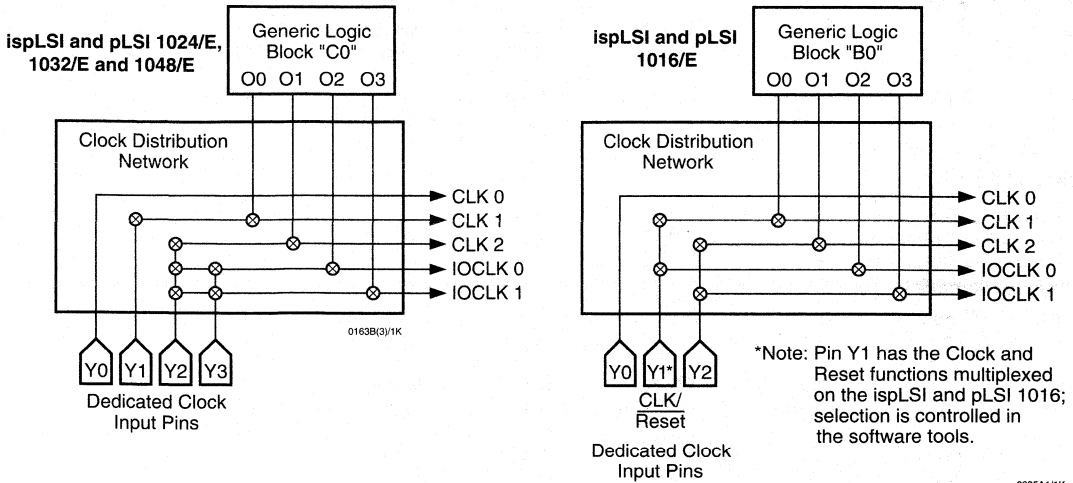 ispLSI and pLSI 1024/E,
1032/E and 1048/E
Generic Logic
Block "C0"
O0 O1 O2 O3
Clock Distribution
Network
CLK 0
CLK 1
CLK 2
IOCLK 0
IOCLK 1
0163B(3)/1K
Y0 Y1 Y2 Y3
Dedicated Clock
Input Pins
ispLSI and pLSI
1016/E
Generic Logic
Block "B0"
O0 O1 O2 O3
Clock Distribution
Network
CLK 0
CLK 1
CLK 2
IOCLK 0
IOCLK 1
Y0 Y1* Y2
CLK/
Reset
Dedicated Clock
Input Pins
*Note: Pin Y1 has the Clock and
Reset functions multiplexed
on the ispLSI and pLSI 1016;
selection is controlled in
the software tools.